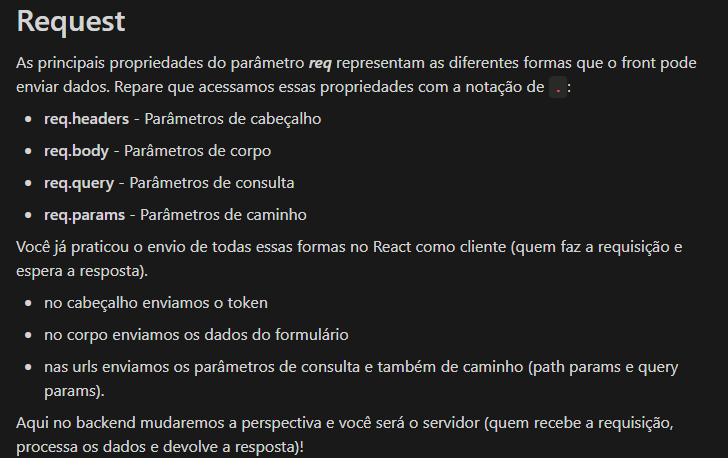 Request
As principais propriedades do parâmetro req representam as diferentes formas que o front pode
enviar dados. Repare que acessamos essas propriedades com a notação de . :
• req.headers - Parâmetros de cabeçalho
• req.body - Parâmetros de corpo
• req.query - Parâmetros de consulta
• req.params - Parâmetros de caminho
Você já praticou o envio de todas essas formas no React como cliente (quem faz a requisição e
espera a resposta).
• no cabeçalho enviamos o token
• no corpo enviamos os dados do formulário
• nas urls enviamos os parâmetros de consulta e também de caminho (path params e query
params).
Aqui no backend mudaremos a perspectiva e você será o servidor (quem recebe a requisição,
processa os dados e devolve a resposta)!